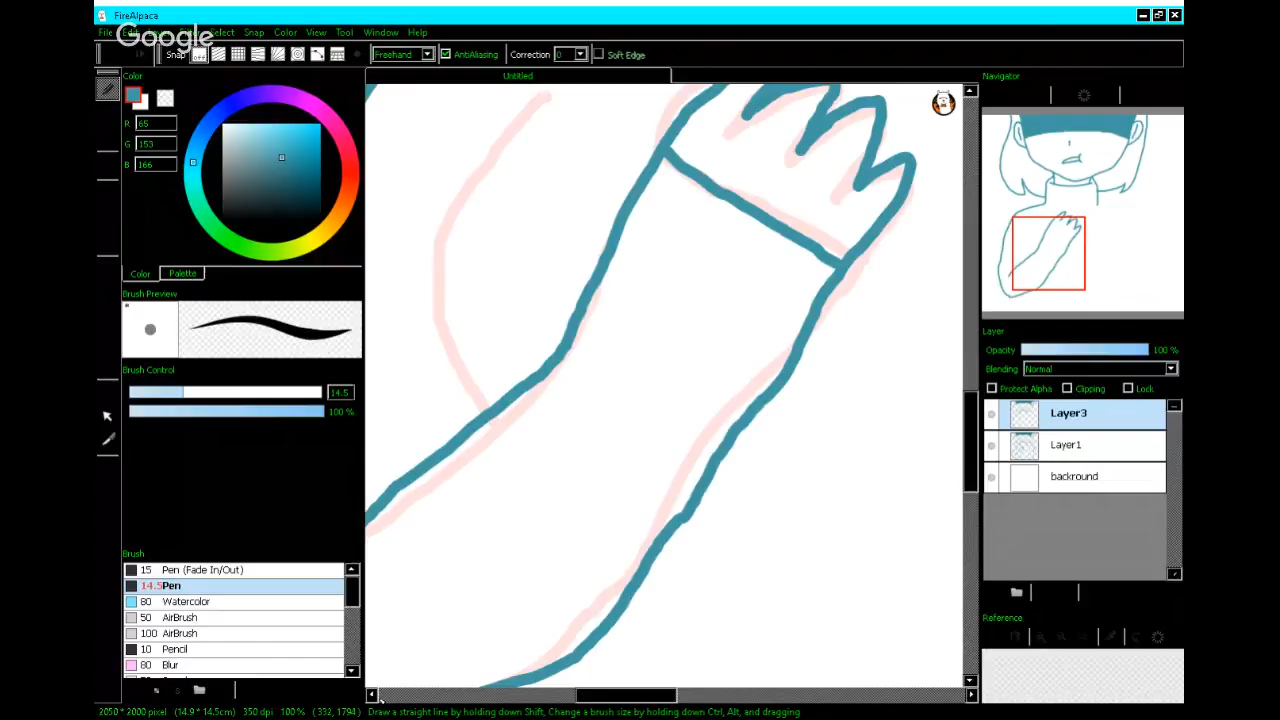 FireAlpaca
File Edit Layer Filter Select Snap Color View Tool Window Help
Google
Snap off Freehand AntiAliasing Correction 0 Soft Edge
Color
Untitled
Navigator
R 65
G 153
B 166
Color Palette
Brush Preview
Brush Control
14.5
100 %
Layer
Opacity 100 %
Blending Normal
Protect Alpha Clipping Lock
Layer3
Layer1
backround
Brush
15 Pen (Fade In/Out)
14.5 Pen
80 Watercolor
50 AirBrush
100 AirBrush
10 Pencil
80 Blur
Reference
2050 * 2000 pixel (14.9 * 14.5cm) 350 dpi 100 % ( 332, 1794 ) Draw a straight line by holding down Shift, Change a brush size by holding down Ctrl, Alt, and dragging